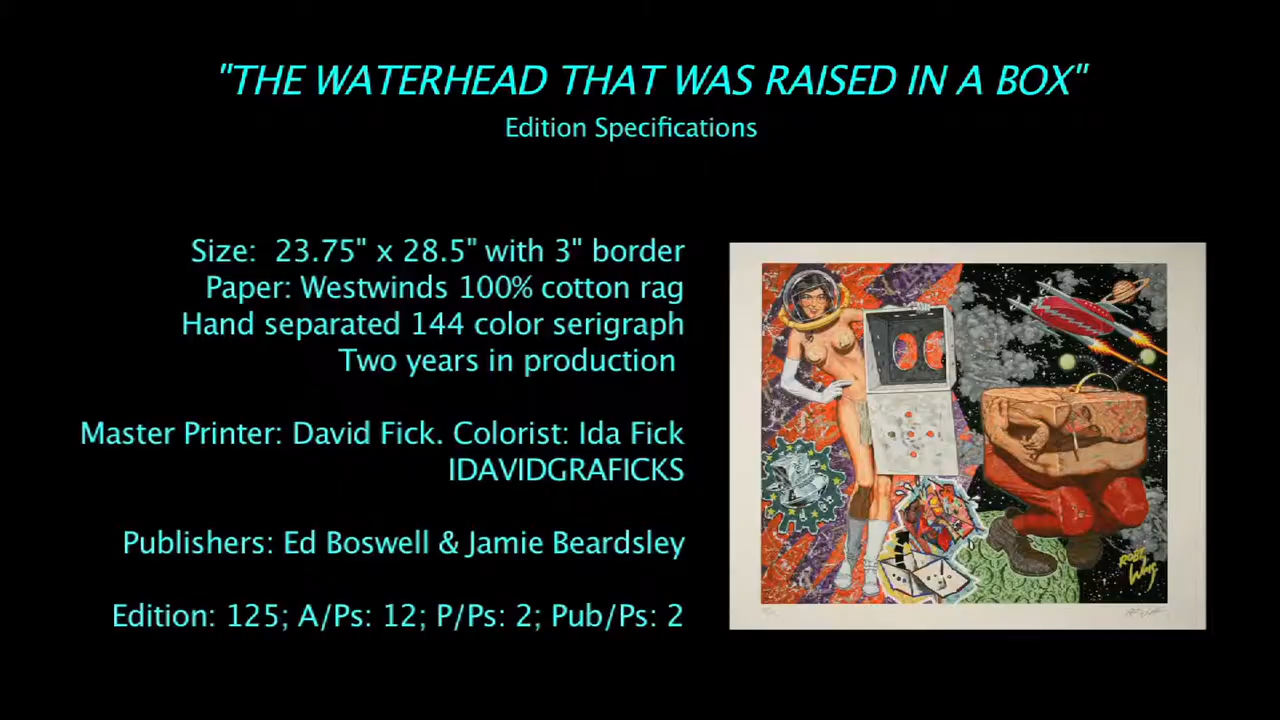 "THE WATERHEAD THAT WAS RAISED IN A BOX"
Edition Specifications
Size: 23.75" x 28.5" with 3" border
Paper: Westwinds 100% cotton rag
Hand separated 144 color serigraph
Two years in production
Master Printer: David Fick. Colorist: Ida Fick
IDAVIDGRAFICKS
Publishers: Ed Boswell & Jamie Beardsley
Edition: 125; A/Ps: 12; P/Ps: 2; Pub/Ps: 2
ROBT
Wms